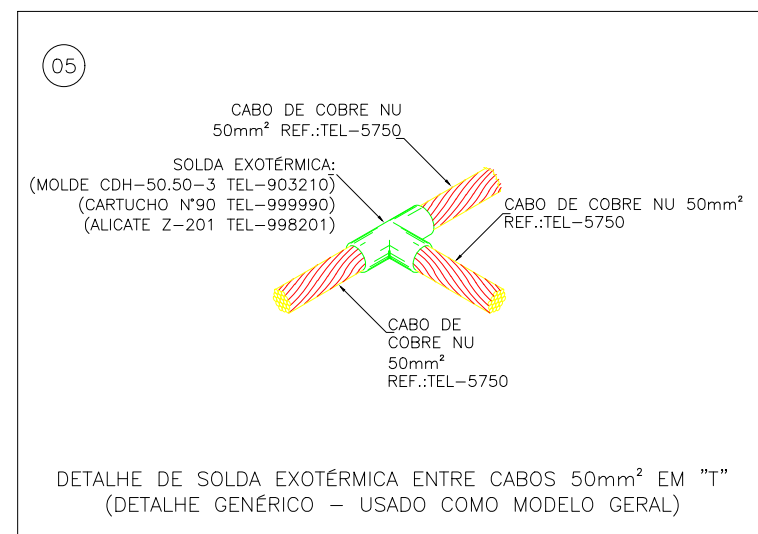 05
CABO DE COBRE NU
50mm² REF.:TEL-5750
SOLDA EXOTÉRMICA:
(MOLDE CDH-50.50-3 TEL-903210)
(CARTUCHO N°90 TEL-999990)
(ALICATE Z-201 TEL-998201)
CABO DE COBRE NU 50mm²
REF.:TEL-5750
CABO DE
COBRE NU
50mm²
REF.:TEL-5750
DETALHE DE SOLDA EXOTÉRMICA ENTRE CABOS 50mm² EM "T"
(DETALHE GENÉRICO - USADO COMO MODELO GERAL)